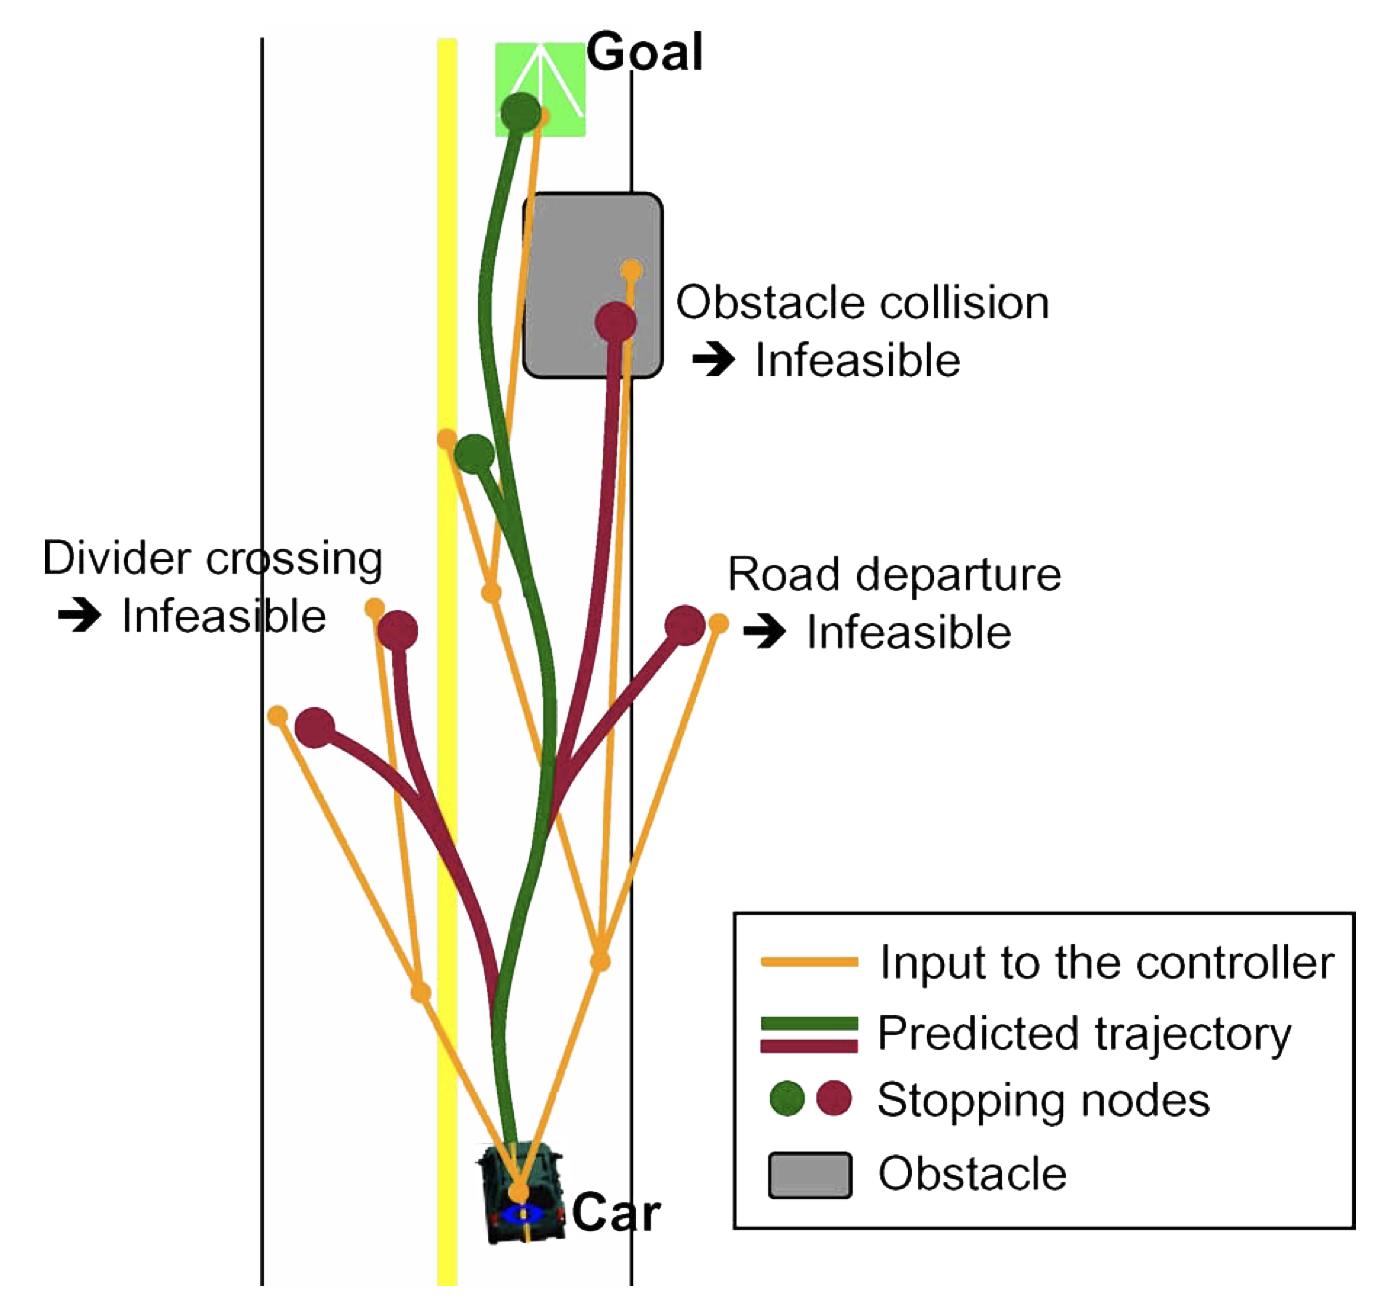 Goal
Obstacle collision
➔ Infeasible
Divider crossing
➔ Infeasible
Road departure
➔ Infeasible
Input to the controller
Predicted trajectory
Stopping nodes
Obstacle
Car